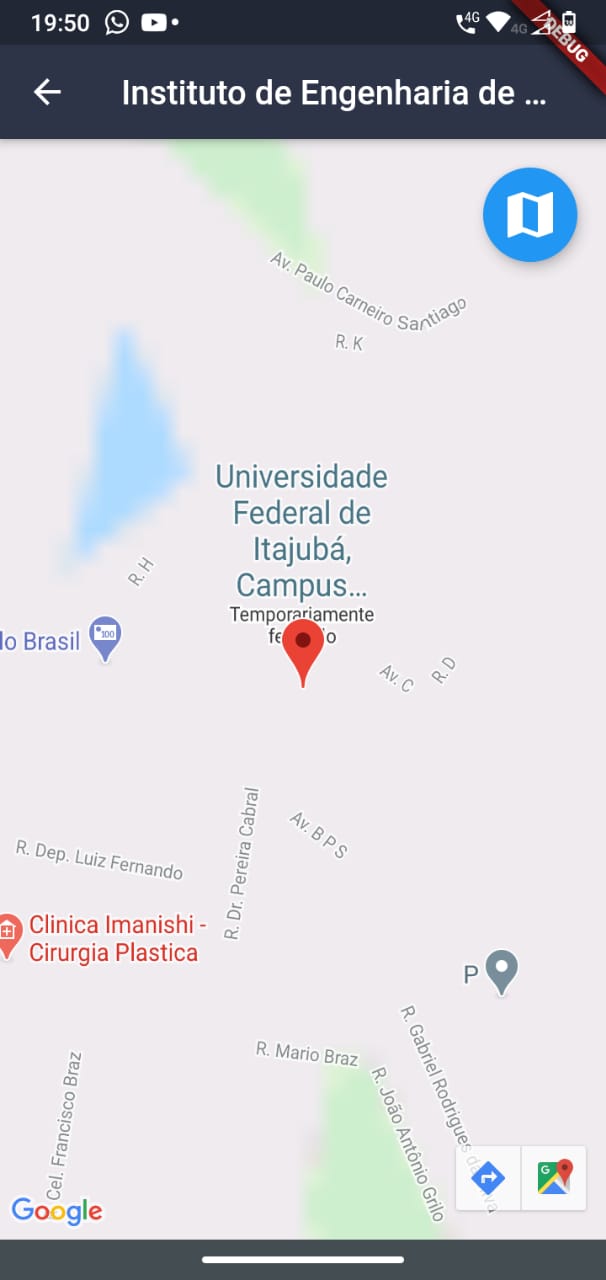 19:50
4G
4G
DEBUG
Instituto de Engenharia de ...
Av. Paulo Carneiro Santiago
R. K
Universidade
Federal de
Itajubá,
Campus...
Temporariamente
R. H
lo Brasil
100
Av. C
R. D
R. Dr. Pereira Cabral
Av. B P S
R. Dep. Luiz Fernando
Clinica Imanishi -
Cirurgia Plastica
P
R. Mario Braz
R. Gabriel Rodrigues
R. João Antônio Grilo
Cel. Francisco Braz
G
Google